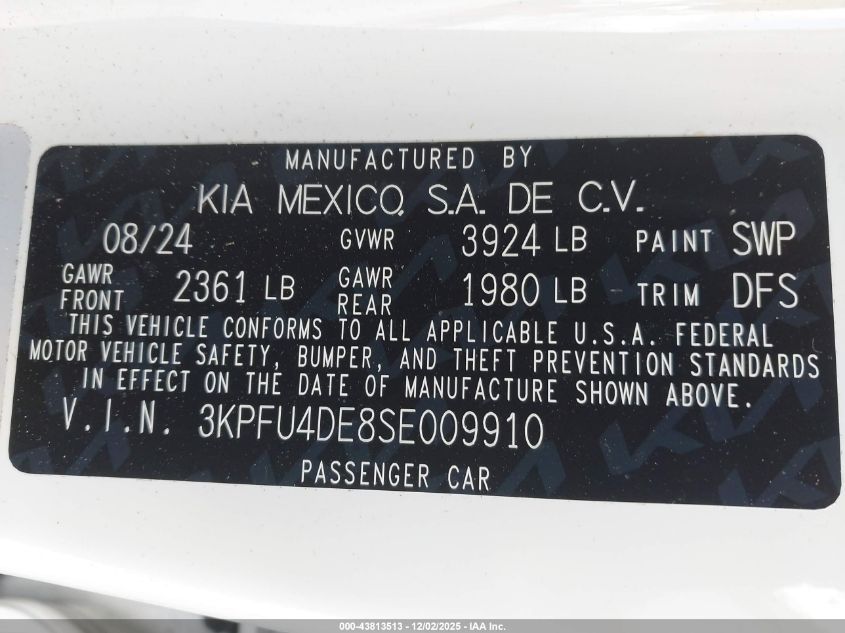 MANUFACTURED BY
KIA MEXICO, S.A. DE C.V.
08/24 GVWR 3924 LB PAINT SWP
GAWR FRONT 2361 LB GAWR REAR 1980 LB TRIM DFS
THIS VEHICLE CONFORMS TO ALL APPLICABLE U.S.A. FEDERAL
MOTOR VEHICLE SAFETY, BUMPER, AND THEFT PREVENTION STANDARDS
IN EFFECT ON THE DATE OF MANUFACTURE SHOWN ABOVE.
V.I.N. 3KPFU4DE8SE009910
PASSENGER CAR
000-43813513 - 12/02/2025 - IAA Inc.